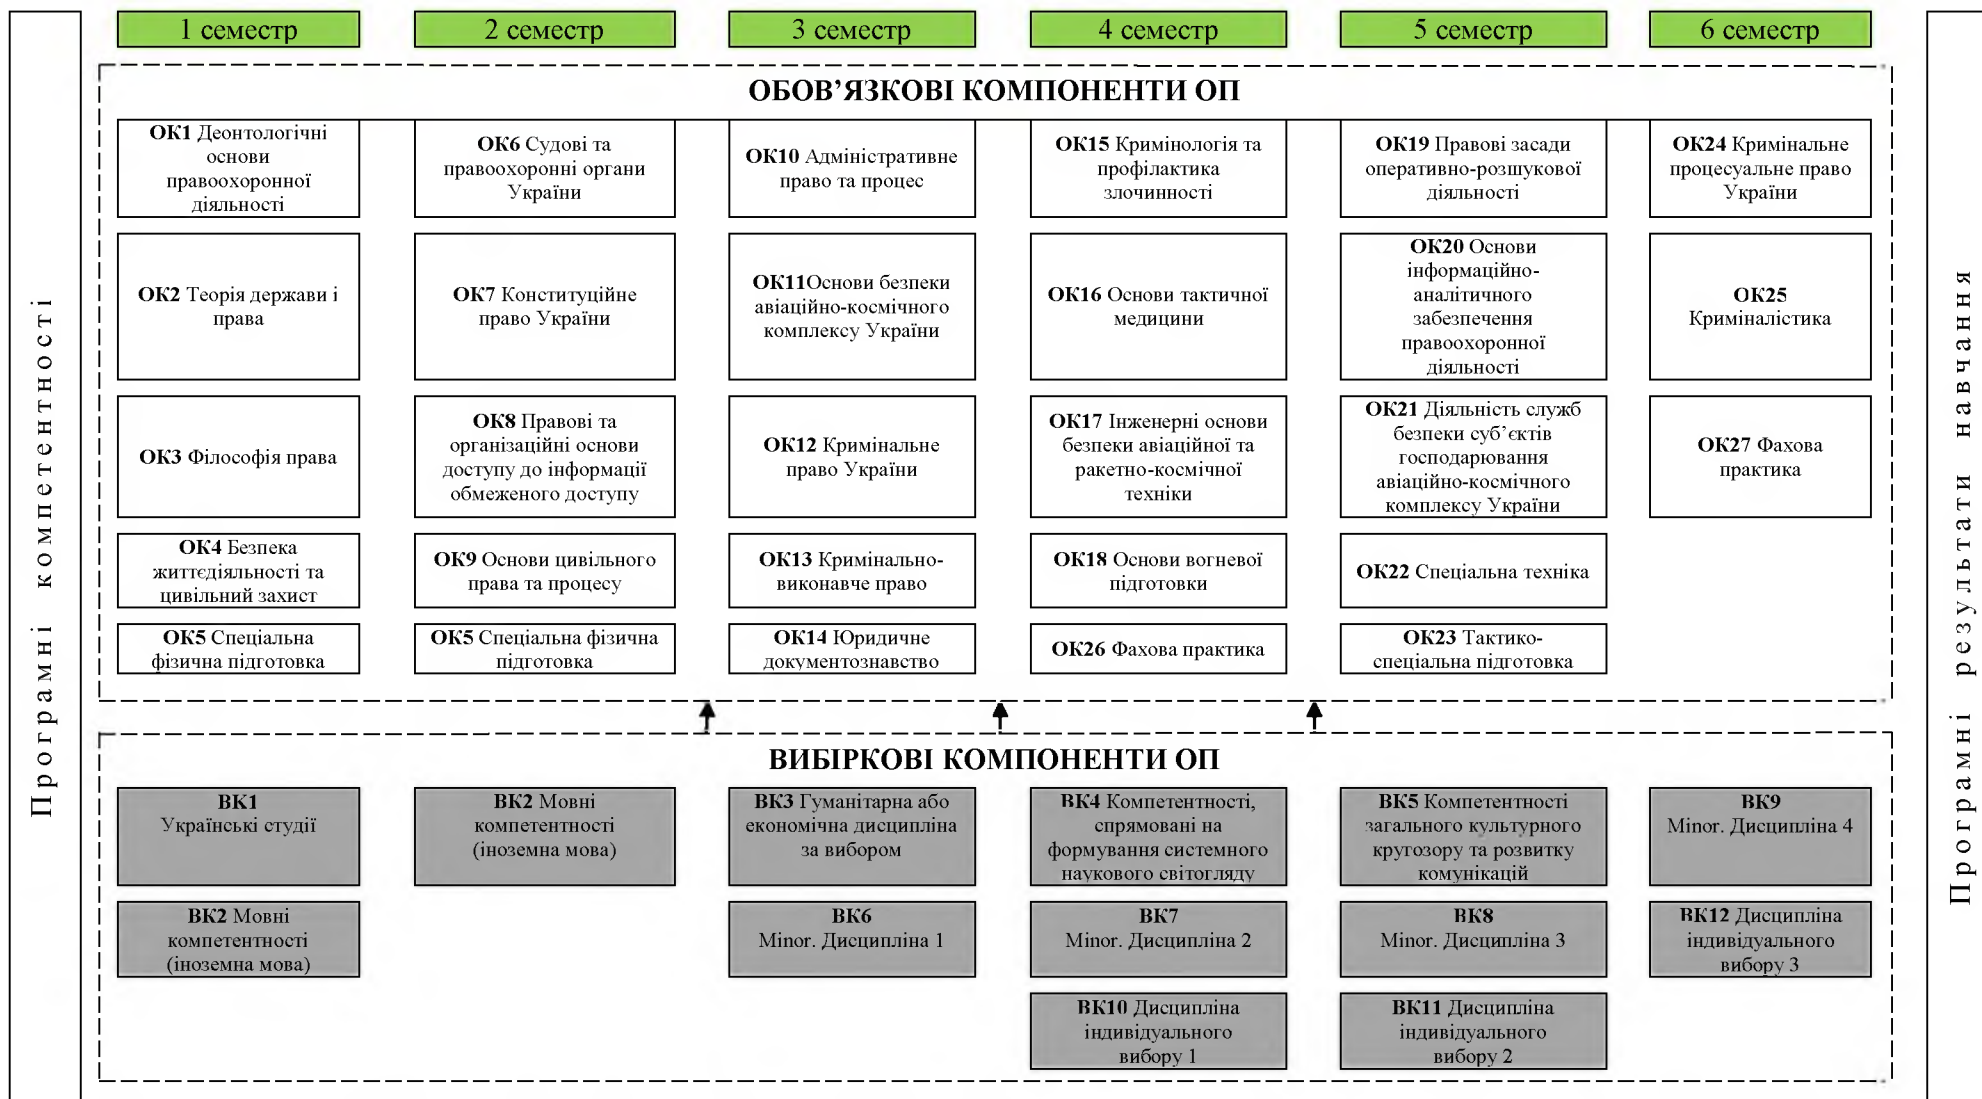 1 семестр
2 семестр
3 семестр
4 семестр
5 семестр
6 семестр
Програмні компетентності
ОБОВ’ЯЗКОВІ КОМПОНЕНТИ ОП
ОК1 Деонтологічні
основи
правоохоронної
діяльності
ОК6 Судові та
правоохоронні органи
України
ОК10 Адміністративне
право та процес
ОК15 Кримінологія та
профілактика
злочинності
ОК19 Правові засади
оперативно-розшукової
діяльності
ОК24 Кримінальне
процесуальне право
України
ОК2 Теорія держави і
права
ОК7 Конституційне
право України
ОК11Основи безпеки
авіаційно-космічного
комплексу України
ОК16 Основи тактичної
медицини
ОК20 Основи
інформаційно-
аналітичного
забезпечення
правоохоронної
діяльності
ОК25
Криміналістика
ОК3 Філософія права
ОК8 Правові та
організаційні основи
доступу до інформації
обмеженого доступу
ОК12 Кримінальне
право України
ОК17 Інженерні основи
безпеки авіаційної та
ракетно-космічної
техніки
ОК21 Діяльність служб
безпеки суб’єктів
господарювання
авіаційно-космічного
комплексу України
ОК27 Фахова
практика
ОК4 Безпека
життєдіяльності та
цивільний захист
ОК9 Основи цивільного
права та процесу
ОК13 Кримінально-
виконавче право
ОК18 Основи вогневої
підготовки
ОК22 Спеціальна техніка
ОК5 Спеціальна
фізична підготовка
ОК5 Спеціальна фізична
підготовка
ОК14 Юридичне
документознавство
ОК26 Фахова практика
ОК23 Тактико-
спеціальна підготовка
ВИБІРКОВІ КОМПОНЕНТИ ОП
ВК1
Українські студії
ВК2 Мовні
компетентності
(іноземна мова)
ВК3 Гуманітарна або
економічна дисципліна
за вибором
ВК4 Компетентності,
спрямовані на
формування системного
наукового світогляду
ВК5 Компетентності
загального культурного
кругозору та розвитку
комунікацій
ВК9
Minor. Дисципліна 4
ВК2 Мовні
компетентності
(іноземна мова)
ВК6
Minor. Дисципліна 1
ВК7
Minor. Дисципліна 2
ВК8
Minor. Дисципліна 3
ВК12 Дисципліна
індивідуального
вибору 3
ВК10 Дисципліна
індивідуального
вибору 1
ВК11 Дисципліна
індивідуального
вибору 2
Програмні результати навчання